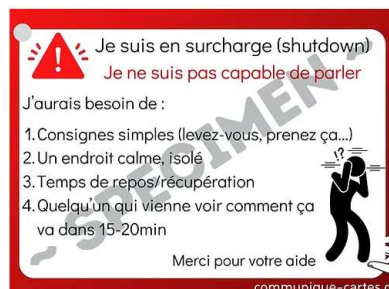 Je suis en surcharge (shutdown)
Je ne suis pas capable de parler
J'aurais besoin de :
1. Consignes simples (levez-vous, prenez ça...)
2. Un endroit calme, isolé
3. Temps de repos/récupération
4. Quelqu'un qui vienne voir comment ça
va dans 15-20min
Merci pour votre aide
~ SPECIMEN ~
!?